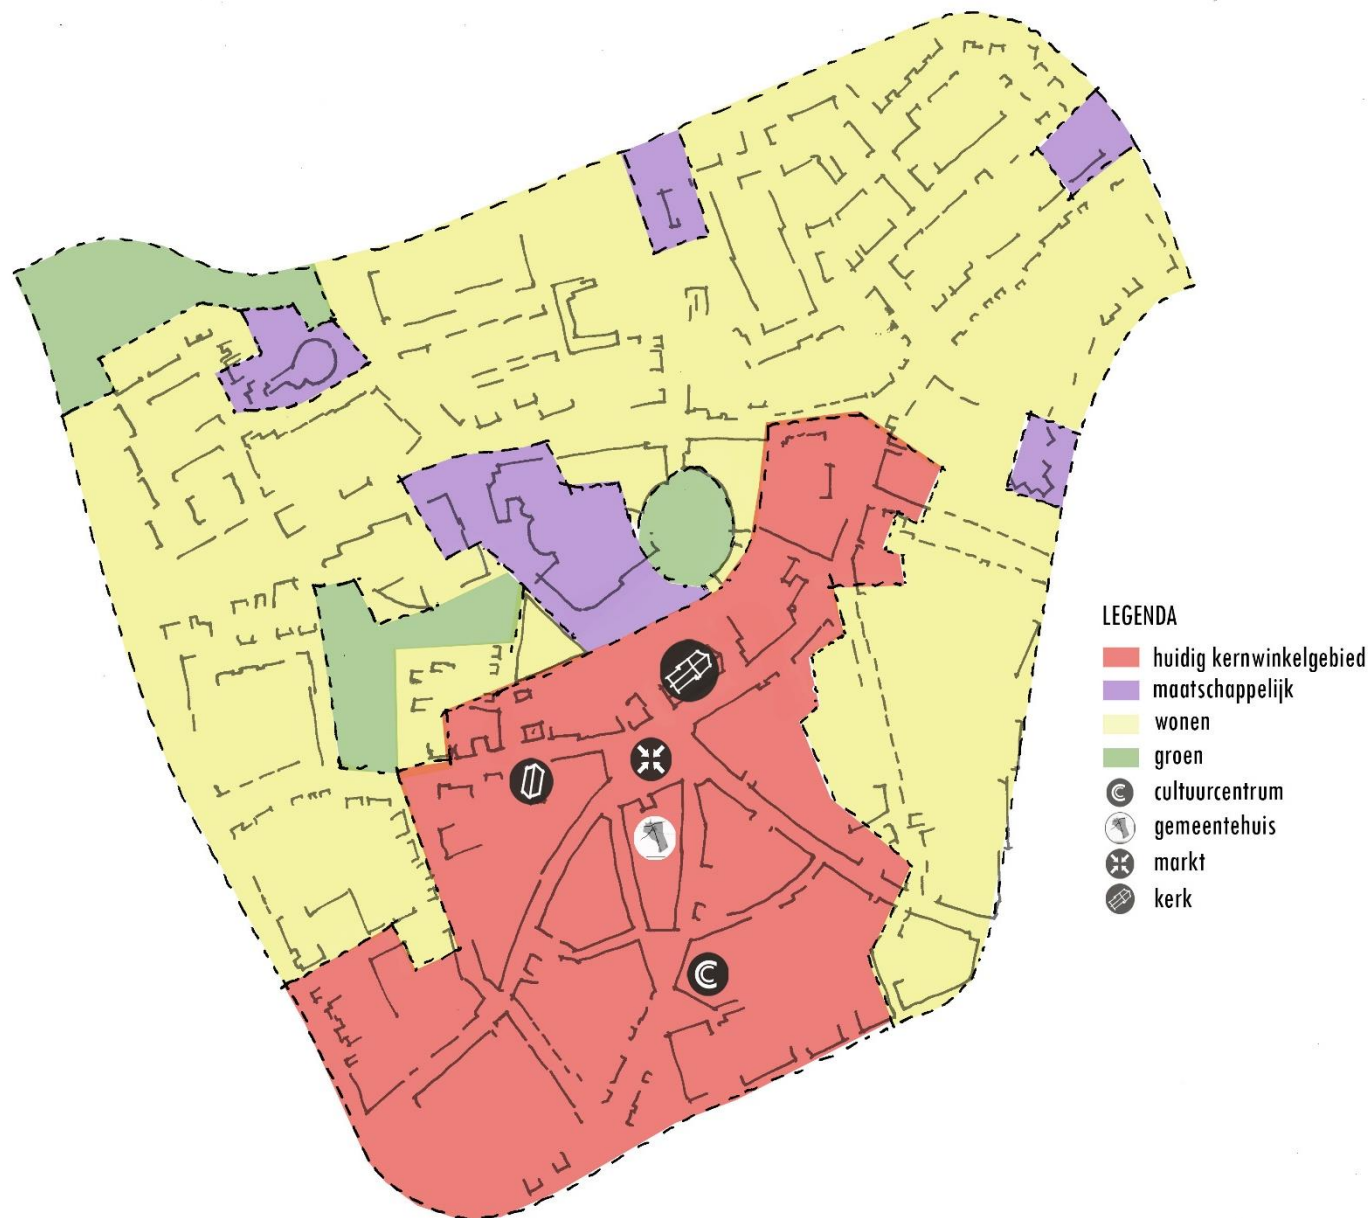 LEGENDA
huidig kernwinkelgebied
maatschappelijk
wonen
groen
cultuurcentrum
gemeentehuis
markt
kerk